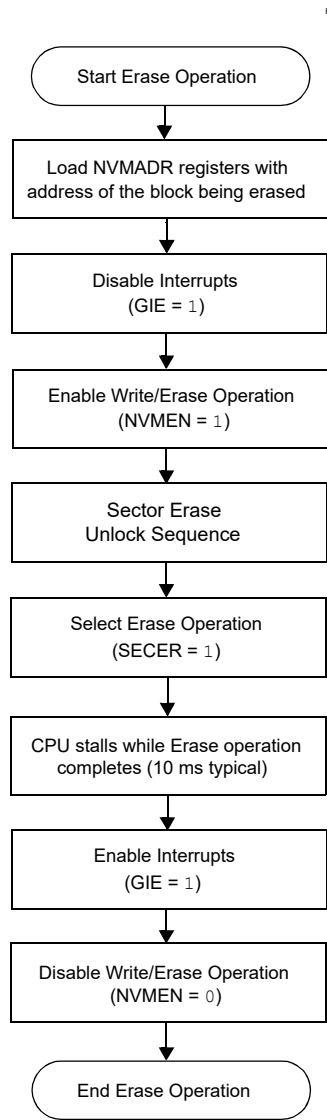 Start Erase Operation
Load NVMADR registers with
address of the block being erased
Disable Interrupts
(GIE = 1)
Enable Write/Erase Operation
(NVMEN = 1)
Sector Erase
Unlock Sequence
Select Erase Operation
(SECER = 1)
CPU stalls while Erase operation
completes (10 ms typical)
Enable Interrupts
(GIE = 1)
Disable Write/Erase Operation
(NVMEN = 0)
End Erase Operation